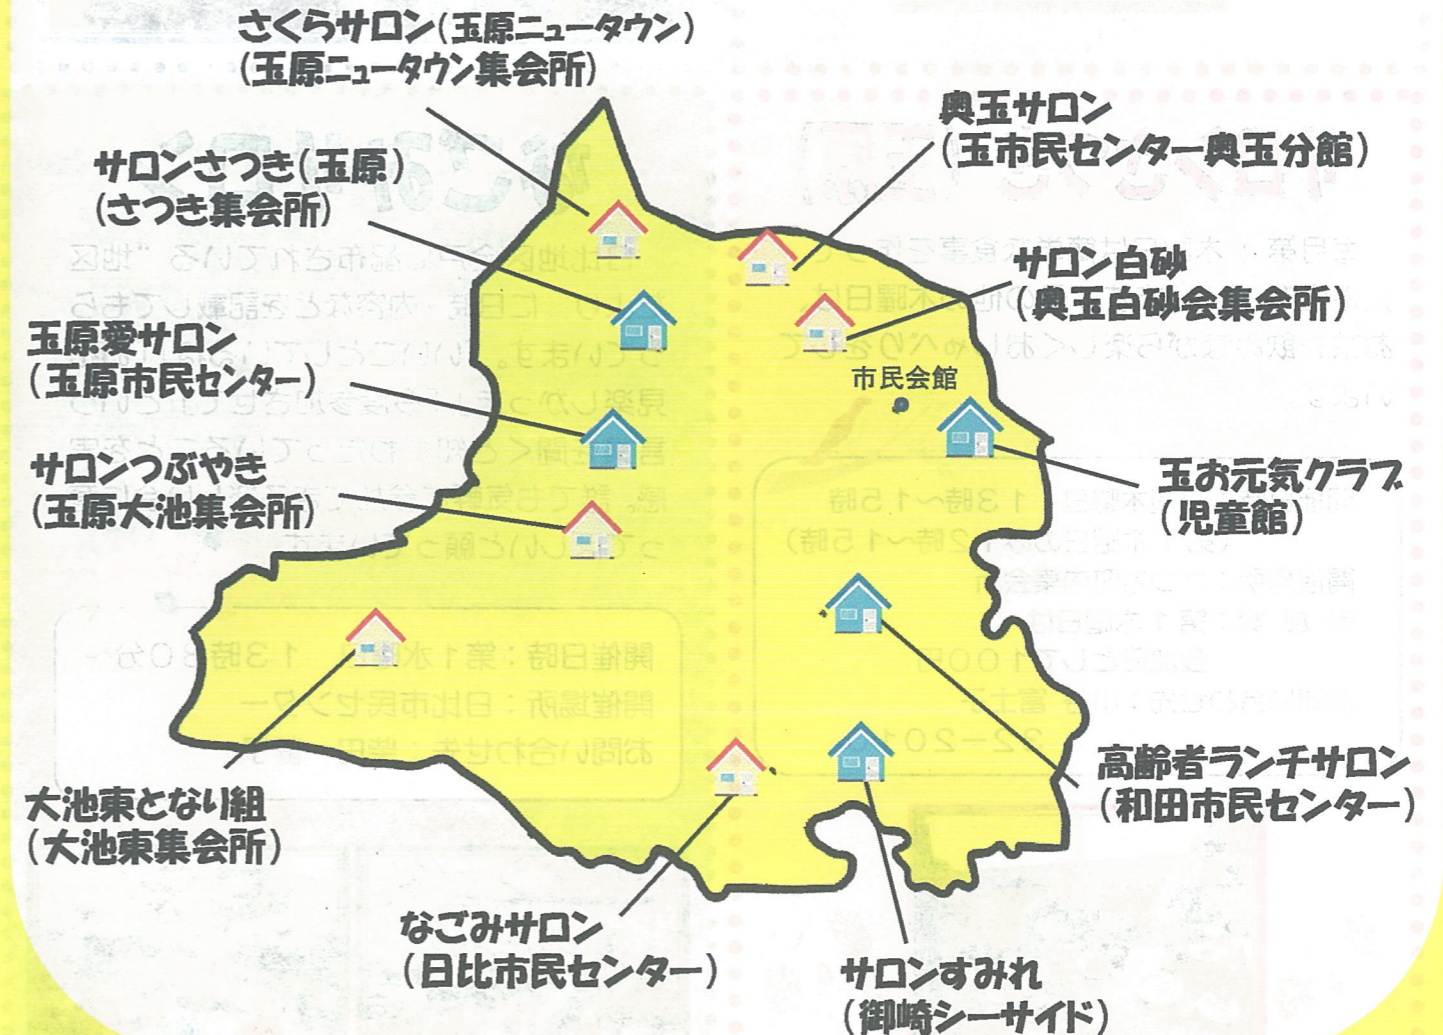 さくらサロン(玉原ニュータウン)
(玉原ニュータウン集会所)
奥玉サロン
(玉市民センター奥玉分館)
サロンさつき(玉原)
(さつき集会所)
サロン白砂
(奥玉白砂会集会所)
玉原愛サロン
(玉原市民センター)
市民会館
サロンつぶやき
(玉原大池集会所)
玉お元気クラブ
(児童館)
高齢者ランチサロン
(和田市民センター)
大池東となり組
(大池東集会所)
なごみサロン
(日比市民センター)
サロンすみれ
(御崎シーサイド)